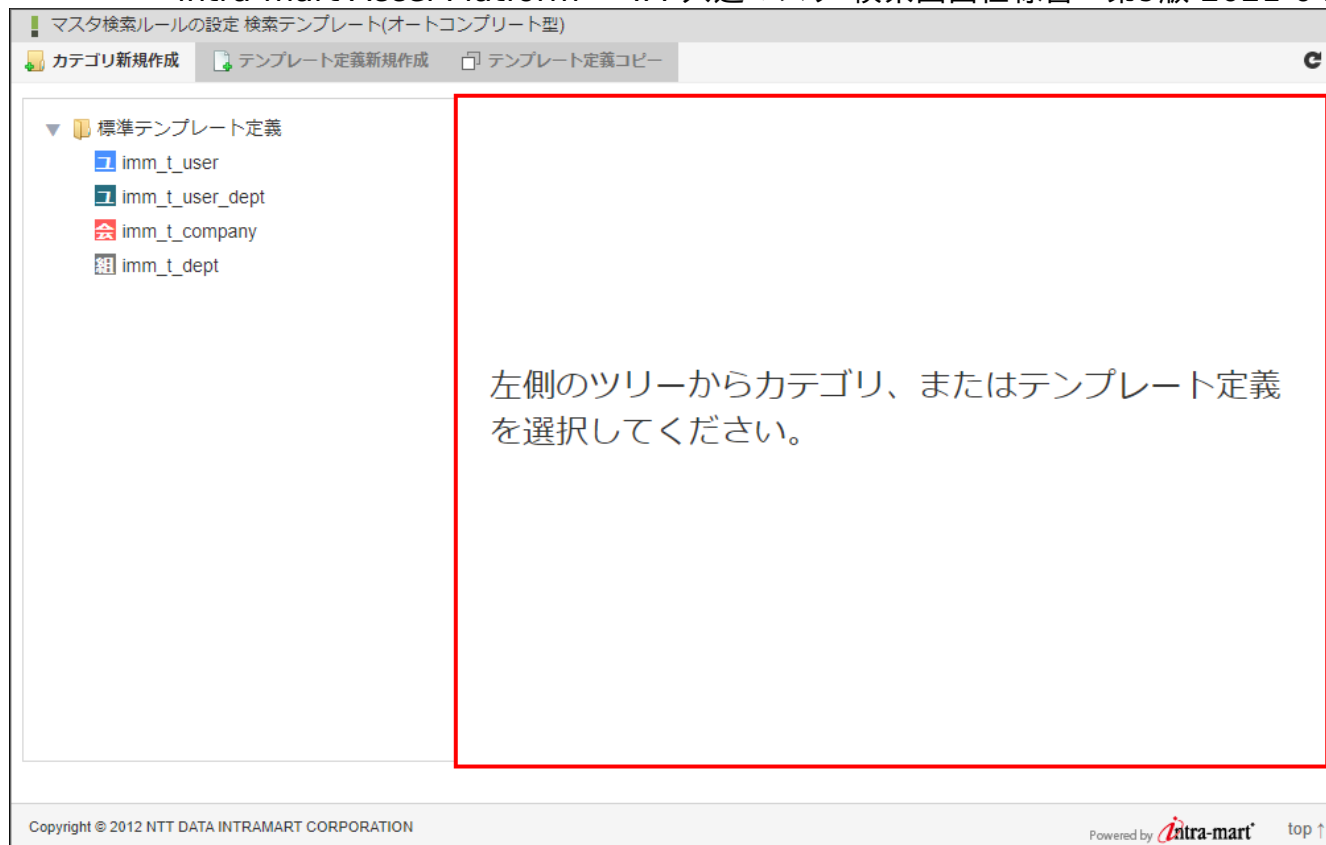 マスタ検索ルールの設定 検索テンプレート(オートコンプリート型)
カテゴリ新規作成 テンプレート定義新規作成 テンプレート定義コピー
標準テンプレート定義
ユ imm_t_user
ユ imm_t_user_dept
会 imm_t_company
組 imm_t_dept
左側のツリーからカテゴリ、またはテンプレート定義
を選択してください。
Copyright © 2012 NTT DATA INTRAMART CORPORATION
Powered by intra-mart top ↑